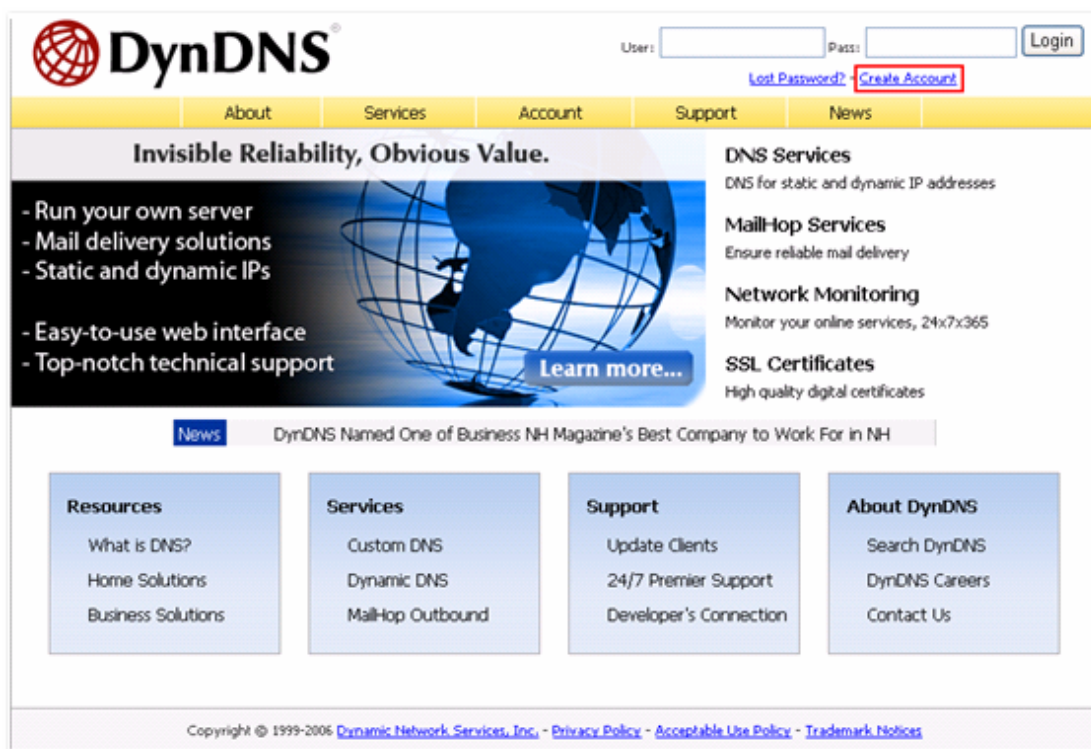 DynDNS®
User: Pass: Login
Lost Password? - Create Account
About Services Account Support News
Invisible Reliability, Obvious Value.
- Run your own server
- Mail delivery solutions
- Static and dynamic IPs
- Easy-to-use web interface
- Top-notch technical support
Learn more...
DNS Services
DNS for static and dynamic IP addresses
MailHop Services
Ensure reliable mail delivery
Network Monitoring
Monitor your online services, 24x7x365
SSL Certificates
High quality digital certificates
News DynDNS Named One of Business NH Magazine's Best Company to Work For in NH
Resources
What is DNS?
Home Solutions
Business Solutions
Services
Custom DNS
Dynamic DNS
MailHop Outbound
Support
Update Clients
24/7 Premier Support
Developer's Connection
About DynDNS
Search DynDNS
DynDNS Careers
Contact Us
Copyright © 1999-2006 Dynamic Network Services, Inc. - Privacy Policy - Acceptable Use Policy - Trademark Notices